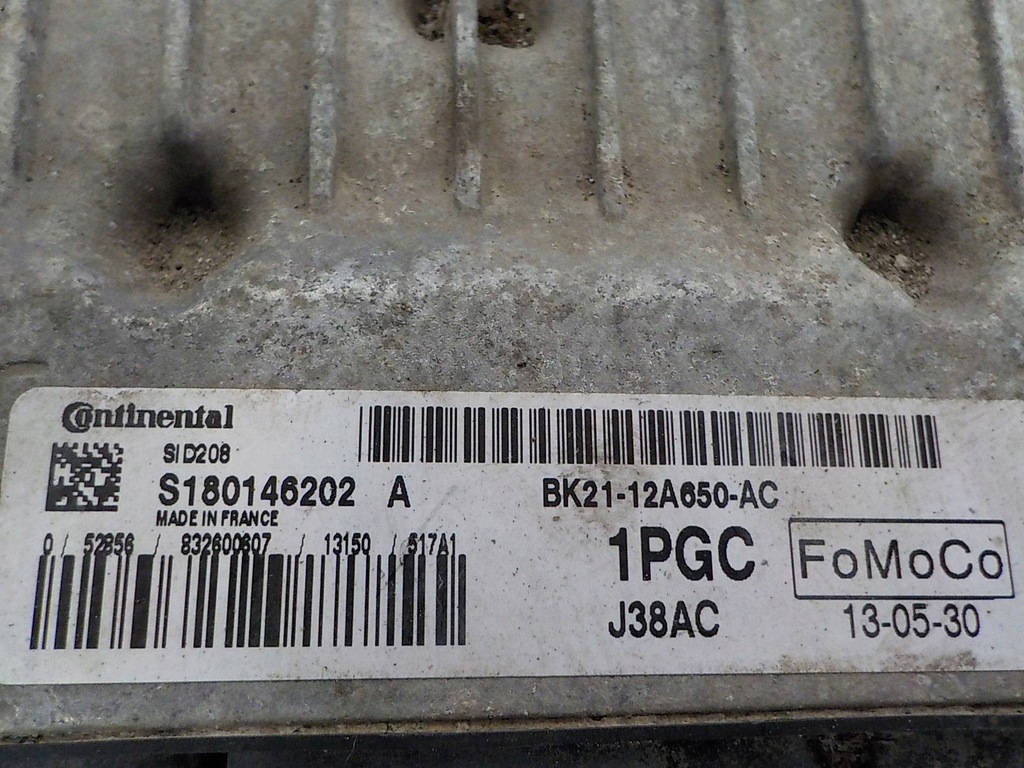 Continental
SID208
S180146202 A
MADE IN FRANCE
0 / 52856 / 832600607 / 13150 / 517A1
BK21-12A650-AC
1PGC
FoMoCo
J38AC
13-05-30